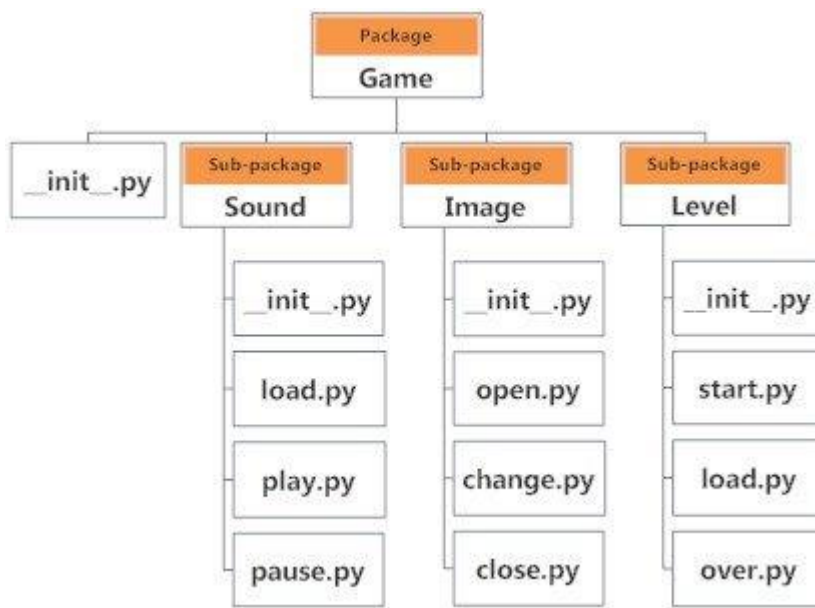 Package
Game
__init__.py
Sub-package
Sound
__init__.py
load.py
play.py
pause.py
Sub-package
Image
__init__.py
open.py
change.py
close.py
Sub-package
Level
__init__.py
start.py
load.py
over.py